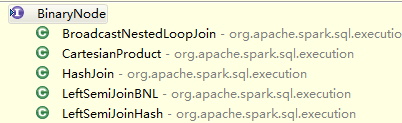 BinaryNode
BroadcastNestedLoopJoin - org.apache.spark.sql.execution
CartesianProduct - org.apache.spark.sql.execution
HashJoin - org.apache.spark.sql.execution
LeftSemiJoinBNL - org.apache.spark.sql.execution
LeftSemiJoinHash - org.apache.spark.sql.execution